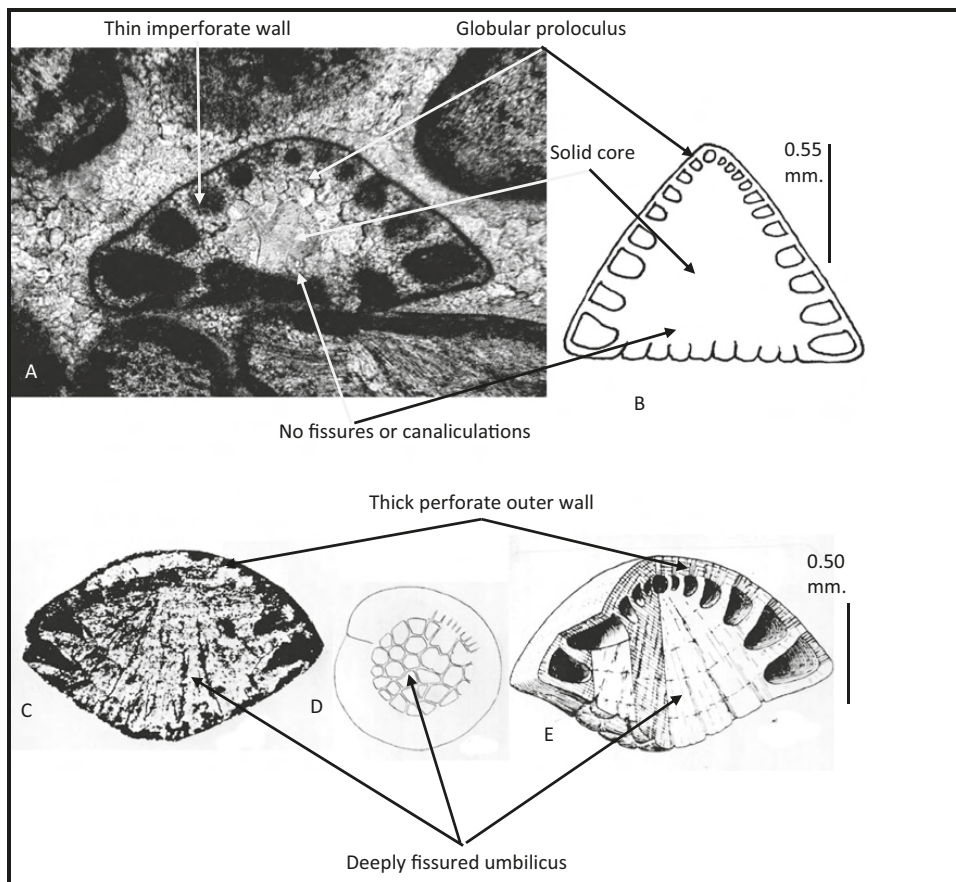 Thin imperforate wall
Globular proloculus
Solid core
0.55
mm.
A
B
No fissures or canaliculations
Thick perforate outer wall
0.50
mm.
C
D
E
Deeply fissured umbilicus